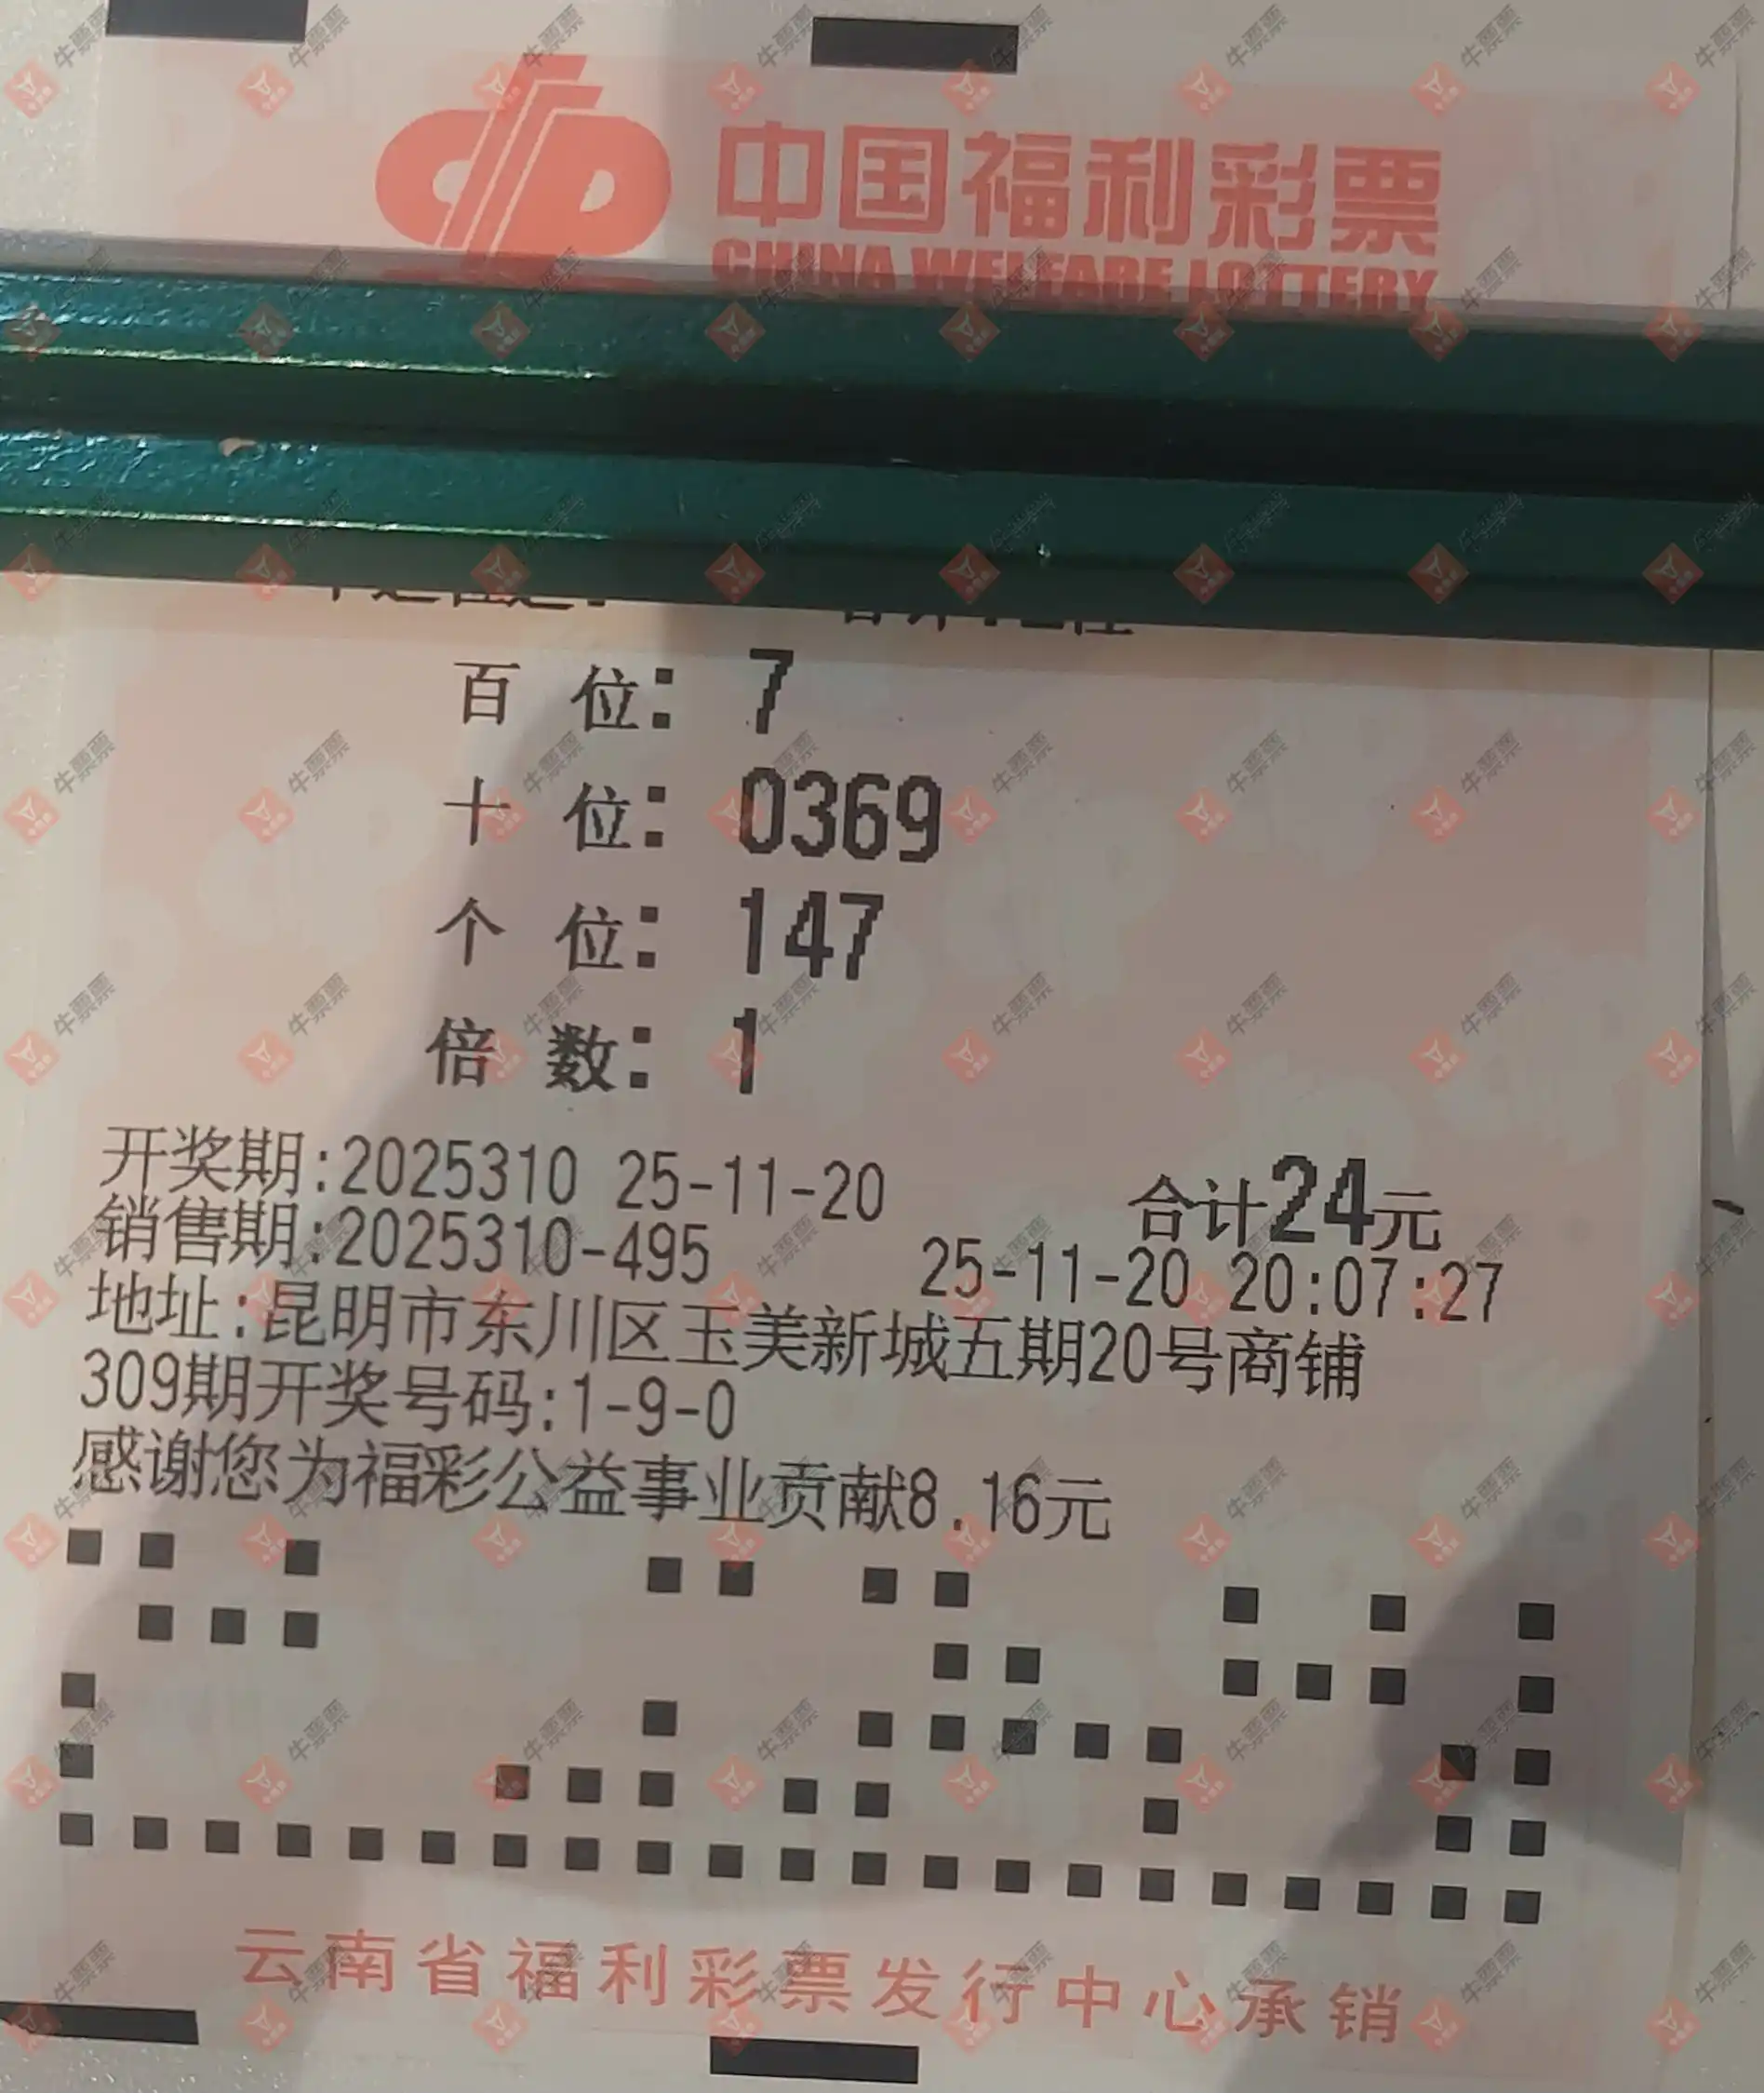 中国福利彩票
CHINA WELFARE LOTTERY
百 位: 7
十 位: 0369
个 位: 147
倍 数: 1
开奖期:2025310 25-11-20 合计24元
销售期:2025310-495 25-11-20 20:07:27
地址:昆明市东川区玉美新城五期20号商铺
309期开奖号码:1-9-0
感谢您为福彩公益事业贡献8.16元
云南省福利彩票发行中心承销
牛票票